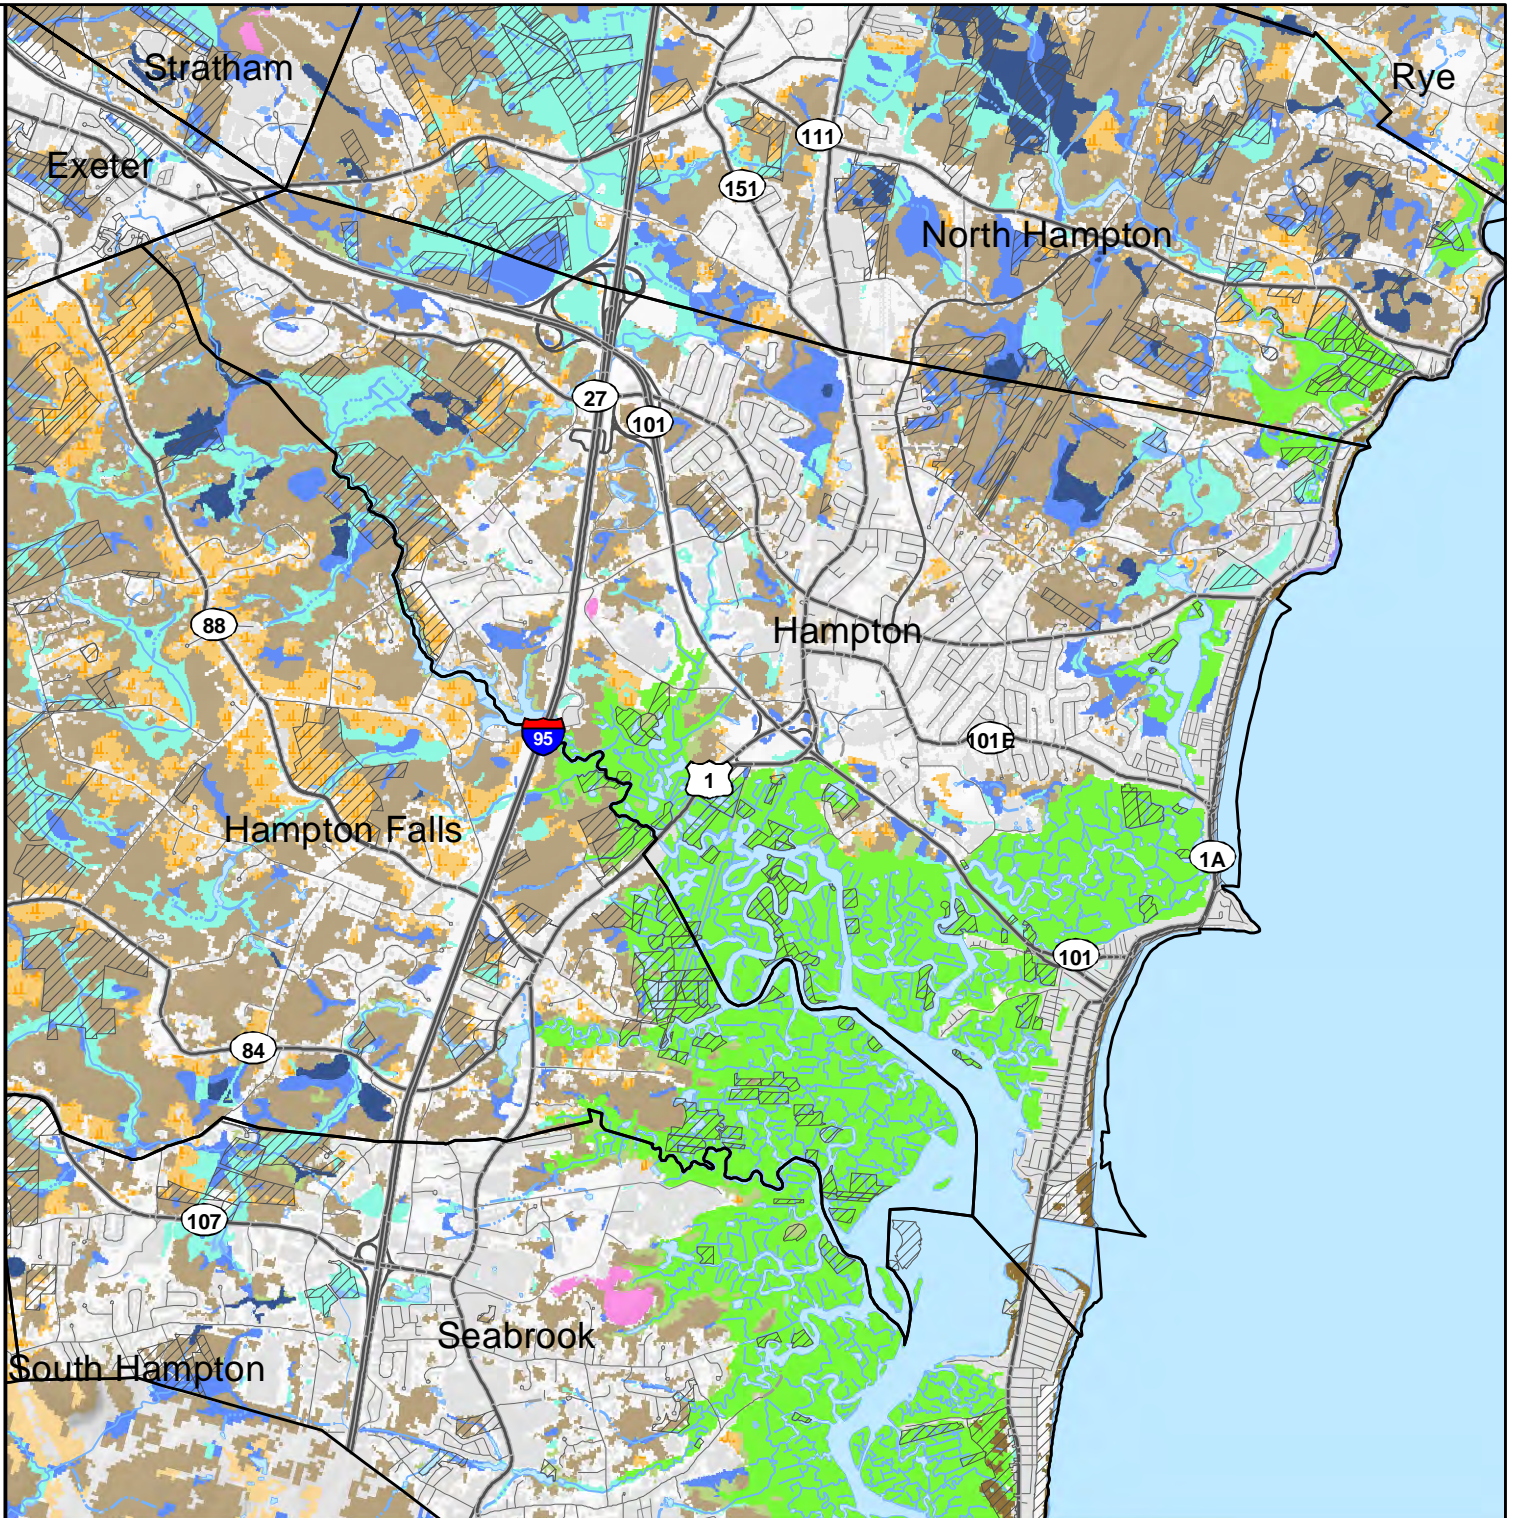 Stratham
Rye
Exeter
111
151
North Hampton
27
101
88
Hampton
95
101E
1
Hampton Falls
1A
101
84
107
Seabrook
South Hampton